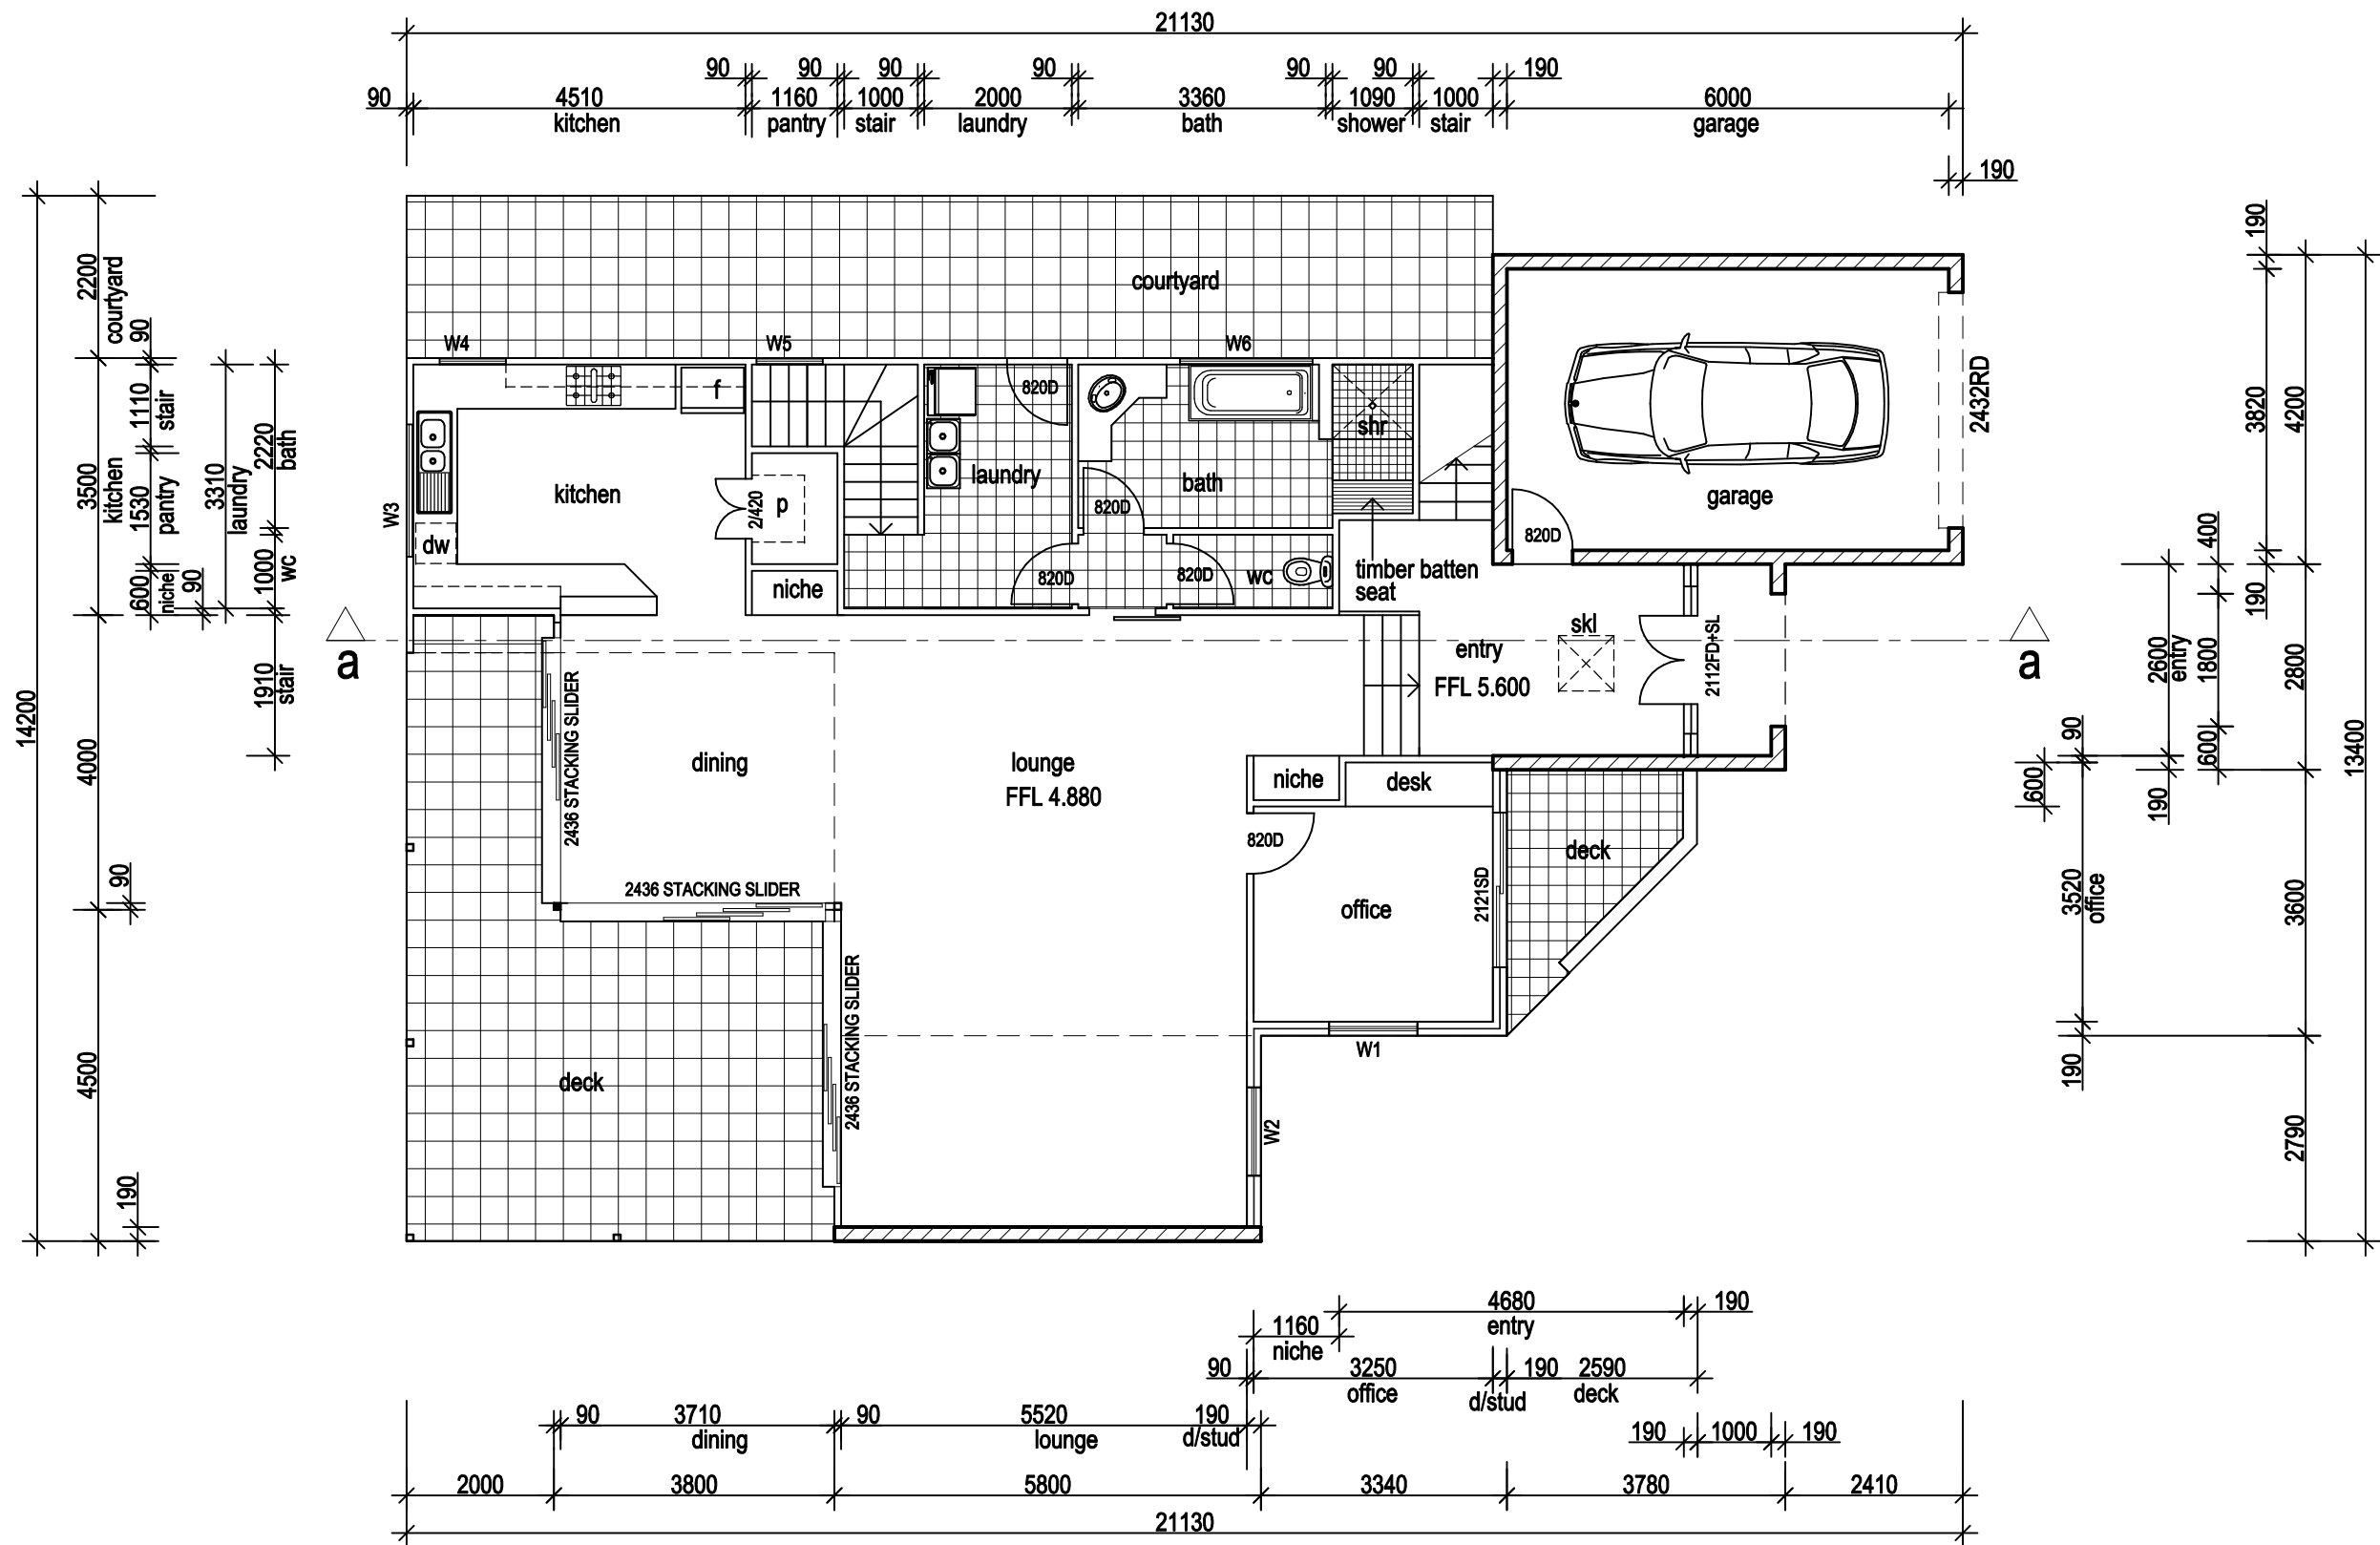 21130
90 90 90 90 90 90 190
90 4510 1160 1000 2000 3360 1090 1000 6000
kitchen pantry stair laundry bath shower stair garage
190
courtyard
W4 W5 W6
f
820D
shr
kitchen
2/420
p
laundry
820D
bath
garage
2432RD
W3
dw
niche
820D
820D
wc
timber batten
seat
820D
a
entry
FFL 5.600
skl
2112FD+SL
a
2436 STACKING SLIDER
dining
lounge
FFL 4.880
niche
desk
820D
deck
2436 STACKING SLIDER
office
2121SD
2436 STACKING SLIDER
W1
deck
W2
14200
2200
courtyard
3500
kitchen
4000
4500
90
1110
stair
1530
pantry
600
niche
90
3310
laundry
2220
bath
1000
wc
1910
stair
90
190
190
3820
190
4200
2800
3600
2790
13400
400
1800
600
2600
entry
190
90
600
3520
office
190
4680 190
entry
1160
niche
90 3250 190 2590
office d/stud deck
90 3710 90 5520 190
dining lounge d/stud
190 1000 190
2000 3800 5800 3340 3780 2410
21130